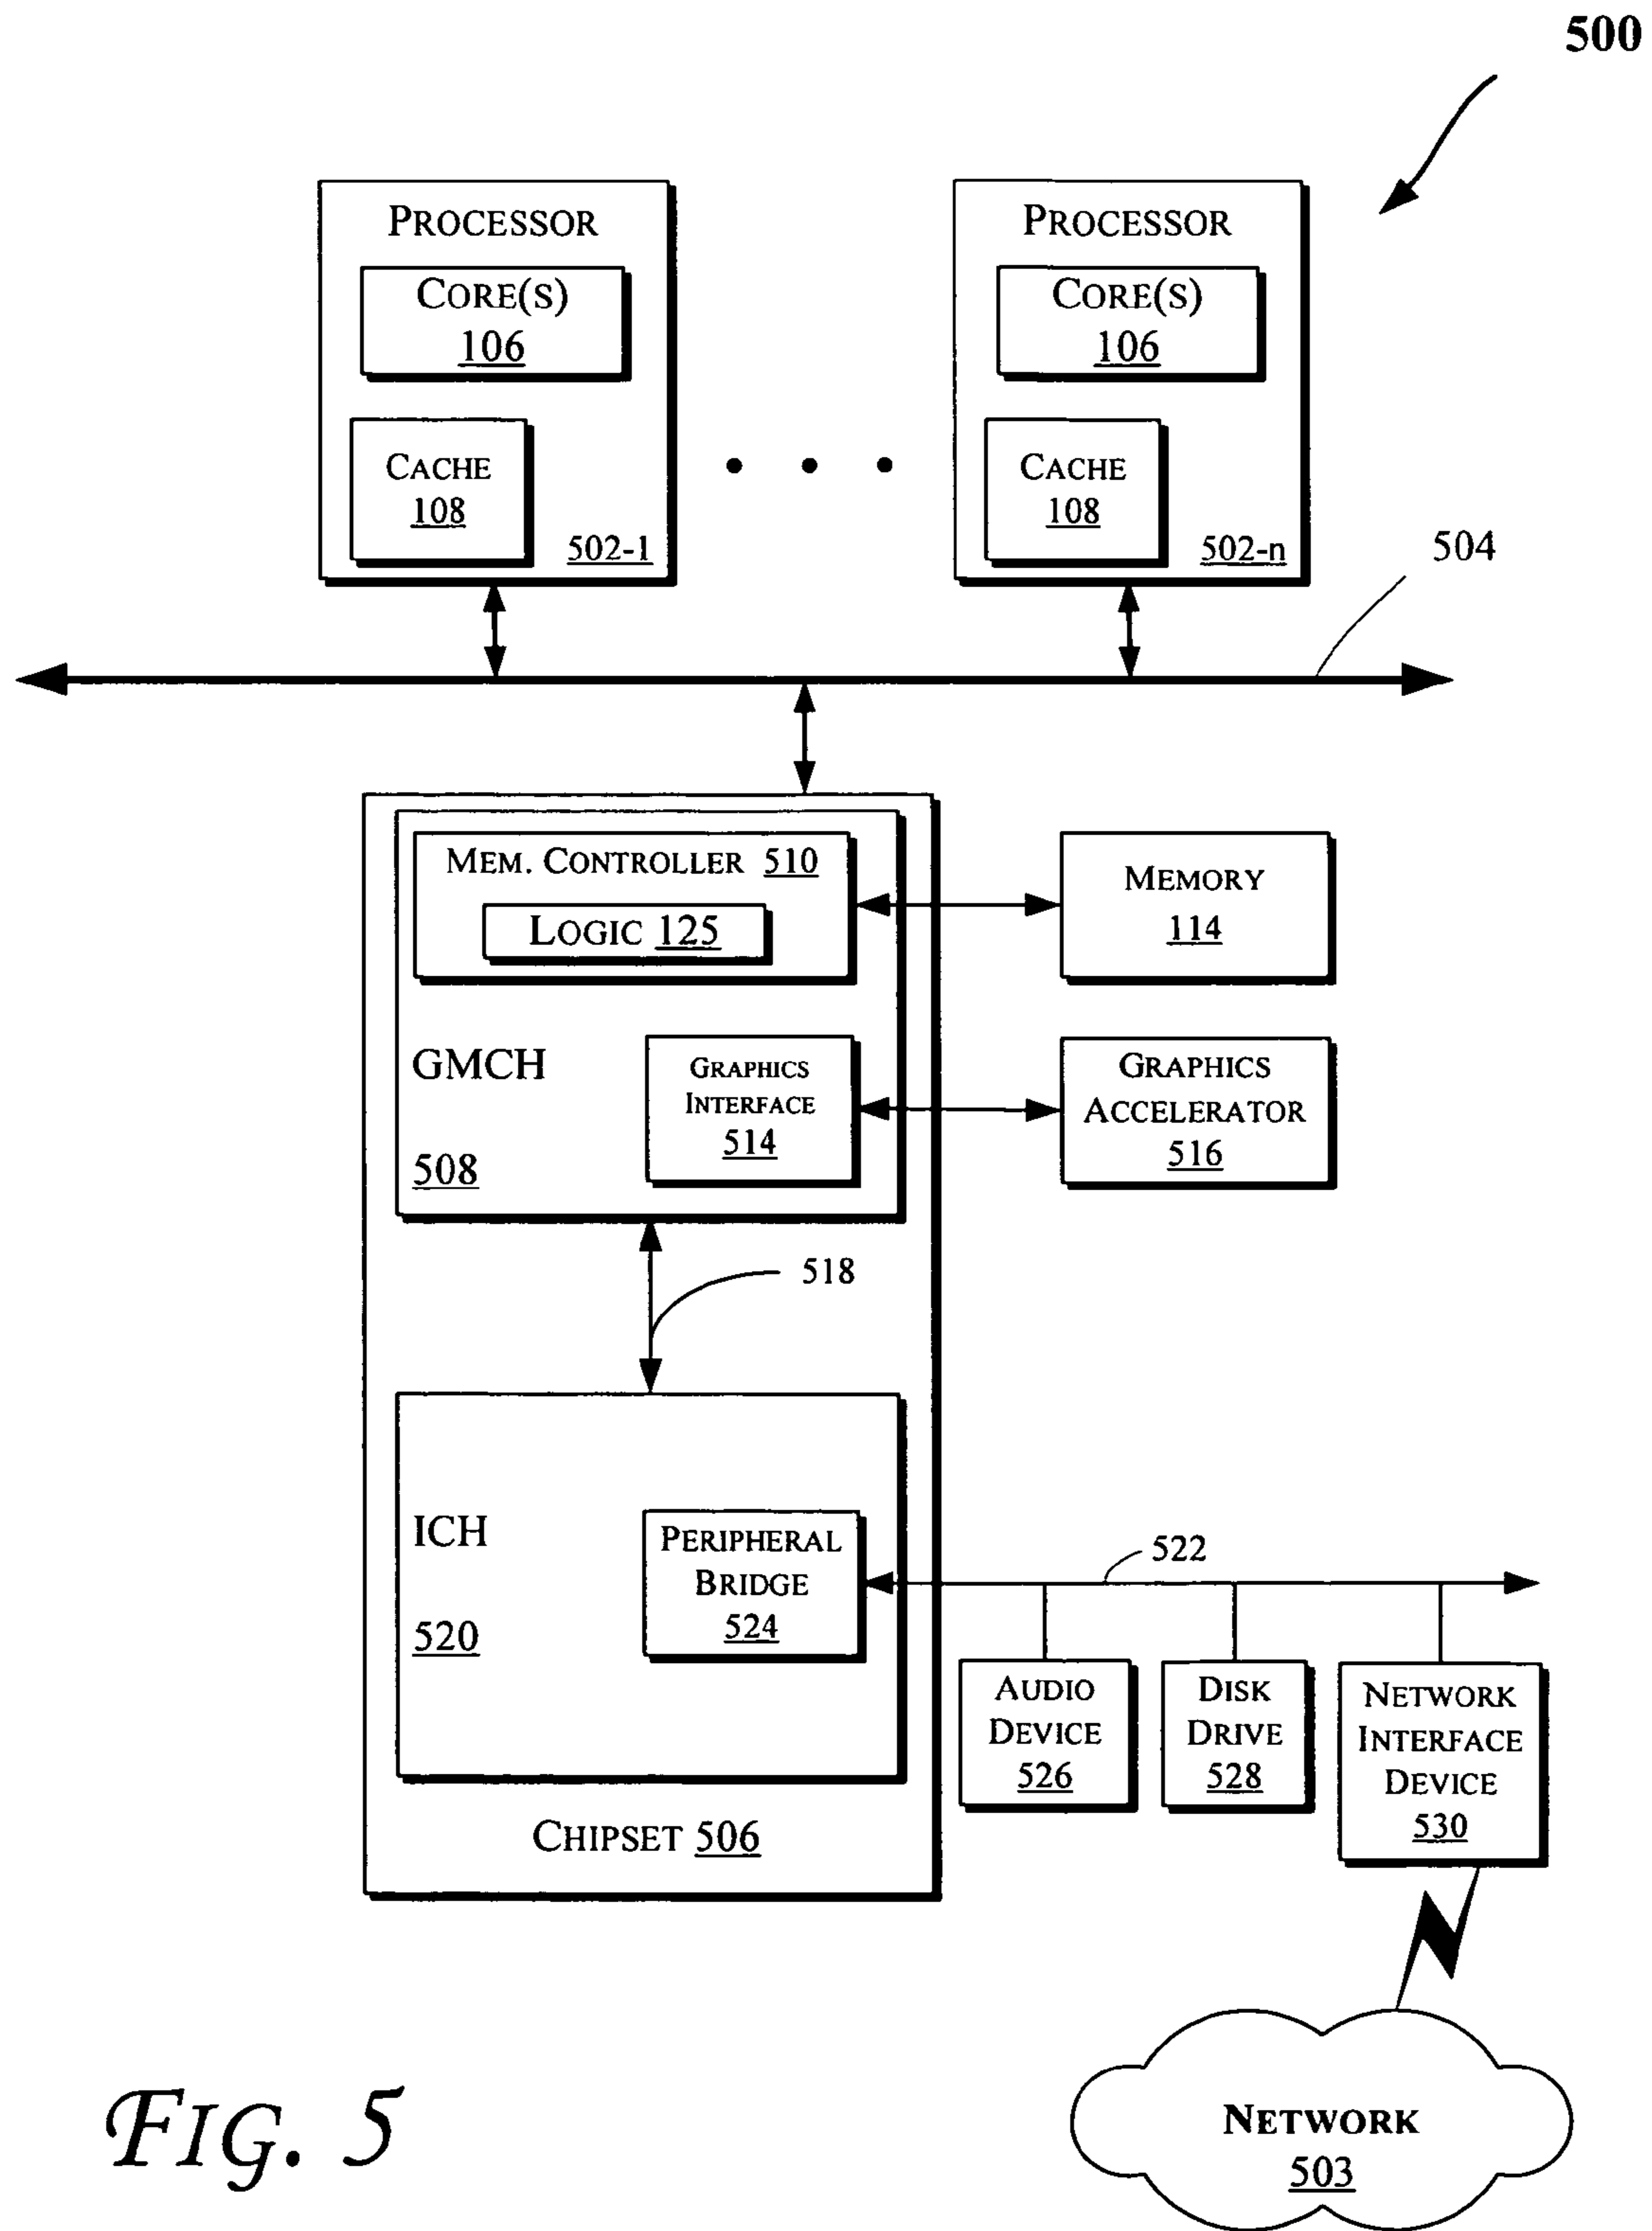 500
PROCESSOR
CORE(S)
106
CACHE
108
502-1
PROCESSOR
CORE(S)
106
CACHE
108
502-n
504
MEM. CONTROLLER 510
LOGIC 125
MEMORY
114
GMCH
508
GRAPHICS
INTERFACE
514
GRAPHICS
ACCELERATOR
516
518
ICH
520
PERIPHERAL
BRIDGE
524
522
AUDIO
DEVICE
526
DISK
DRIVE
528
NETWORK
INTERFACE
DEVICE
530
CHIPSET 506
NETWORK
503
FIG. 5